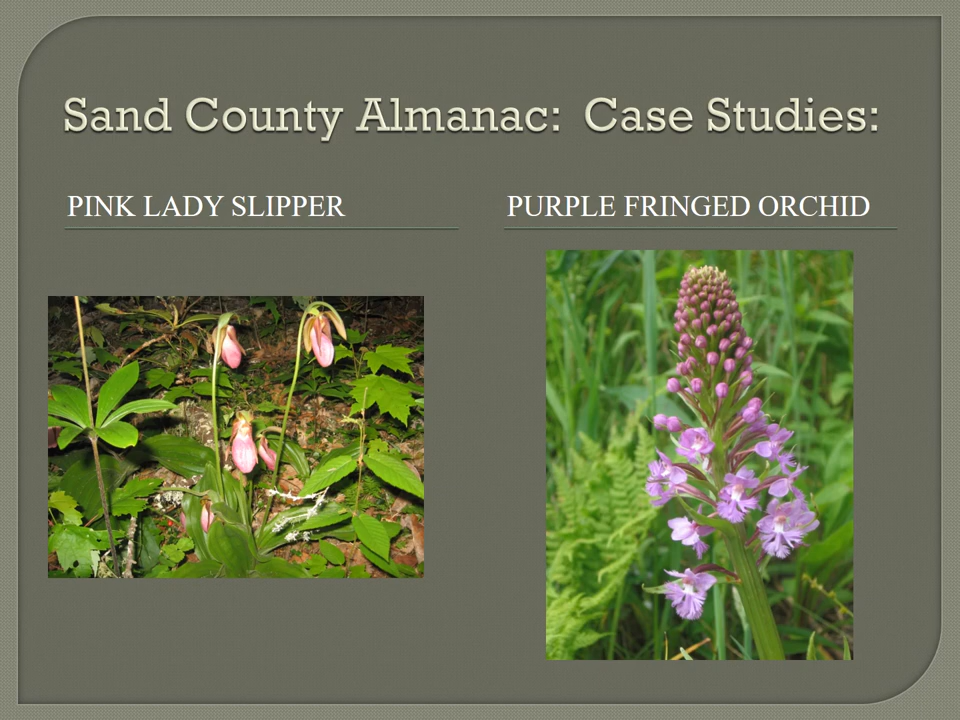 Sand County Almanac:  Case Studies:
PINK LADY SLIPPER
PURPLE FRINGED ORCHID